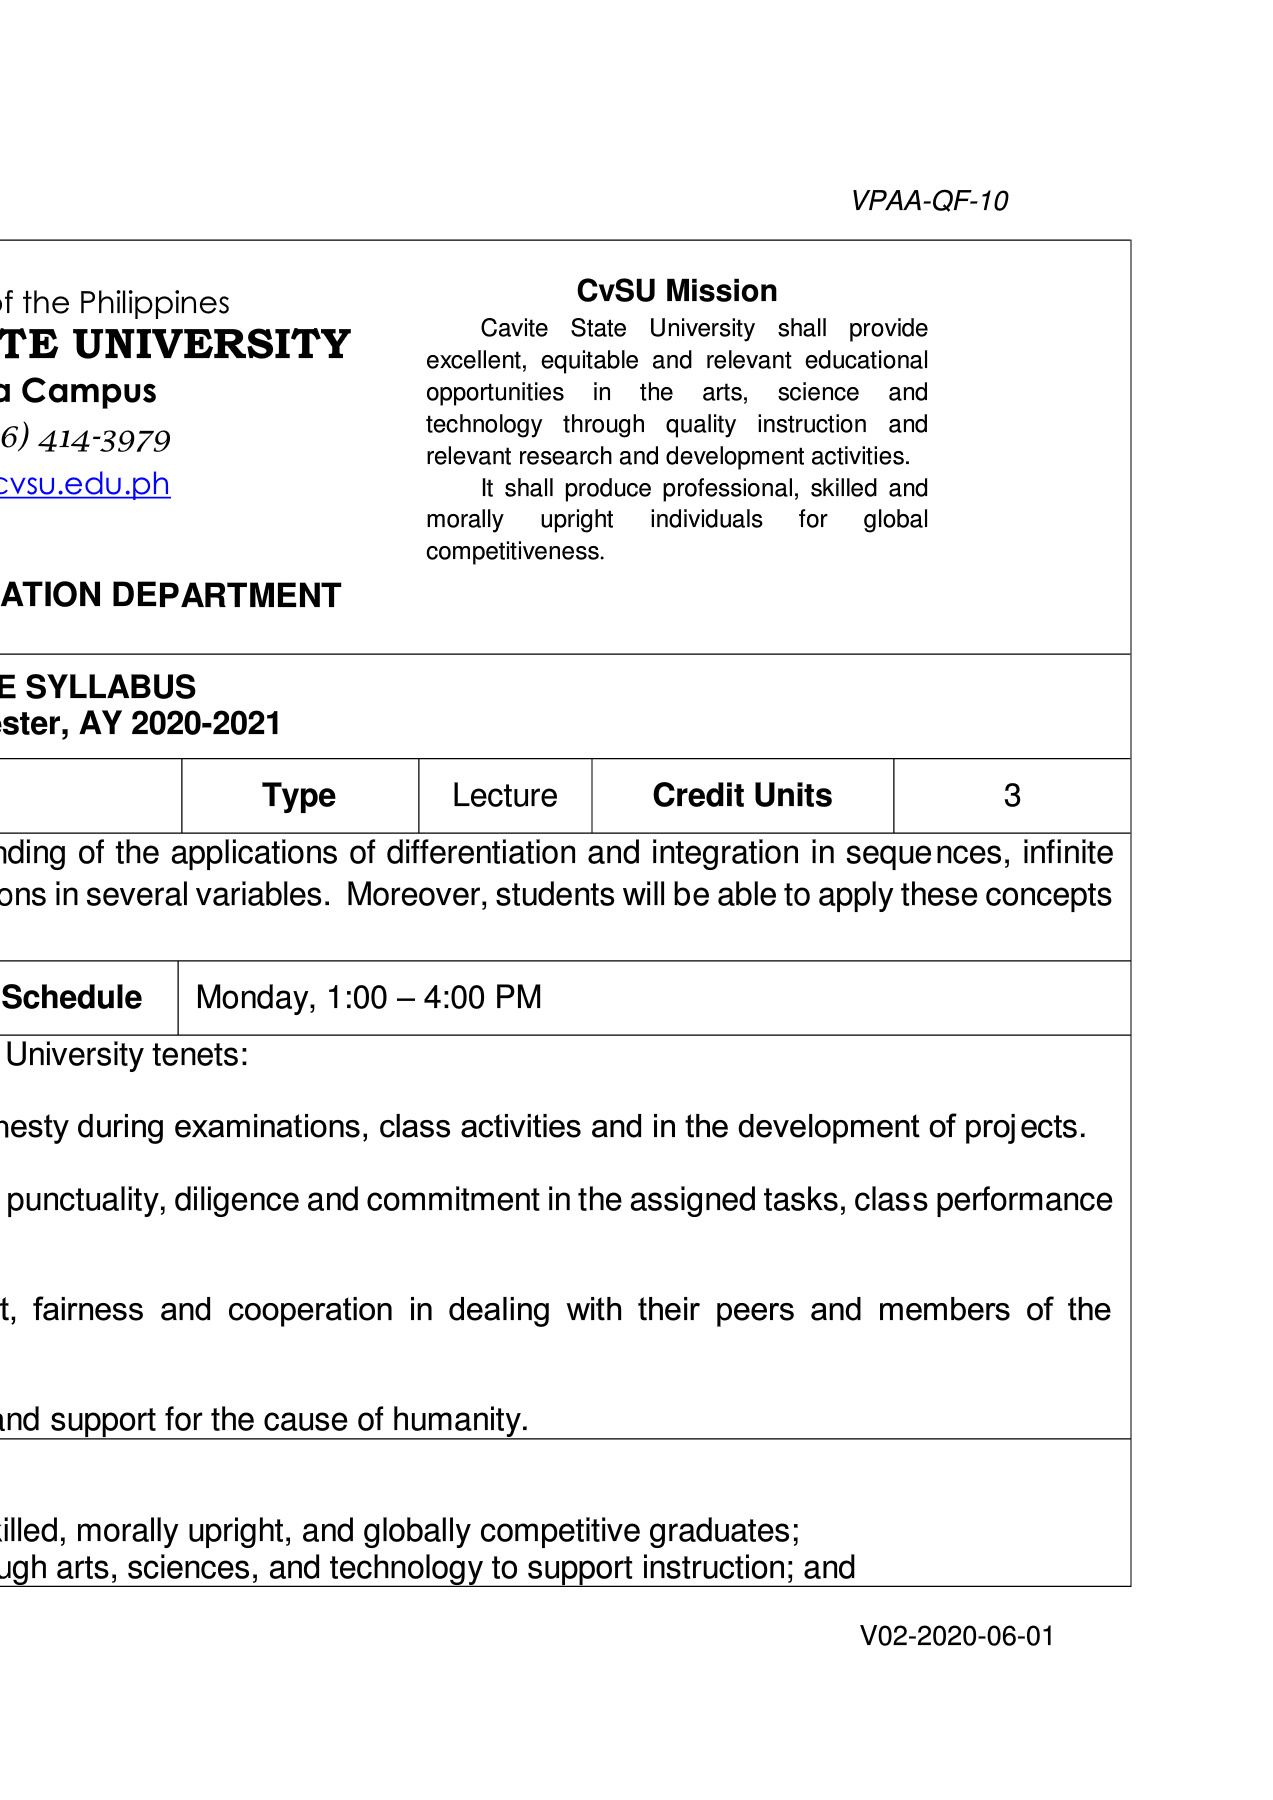 VPAA-QF-10
of the Philippines
TE UNIVERSITY
a Campus
6) 414-3979
cvsu.edu.ph
ATION DEPARTMENT
CvSU Mission
Cavite State University shall provide
excellent, equitable and relevant educational
opportunities in the arts, science and
technology through quality instruction and
relevant research and development activities.
It shall produce professional, skilled and
morally upright individuals for global
competitiveness.
E SYLLABUS
ester, AY 2020-2021
Type Lecture Credit Units 3
nding of the applications of differentiation and integration in sequences, infinite
ons in several variables. Moreover, students will be able to apply these concepts
Schedule Monday, 1:00 – 4:00 PM
University tenets:
nesty during examinations, class activities and in the development of projects.
punctuality, diligence and commitment in the assigned tasks, class performance
t, fairness and cooperation in dealing with their peers and members of the
and support for the cause of humanity.
killed, morally upright, and globally competitive graduates;
ugh arts, sciences, and technology to support instruction; and
V02-2020-06-01